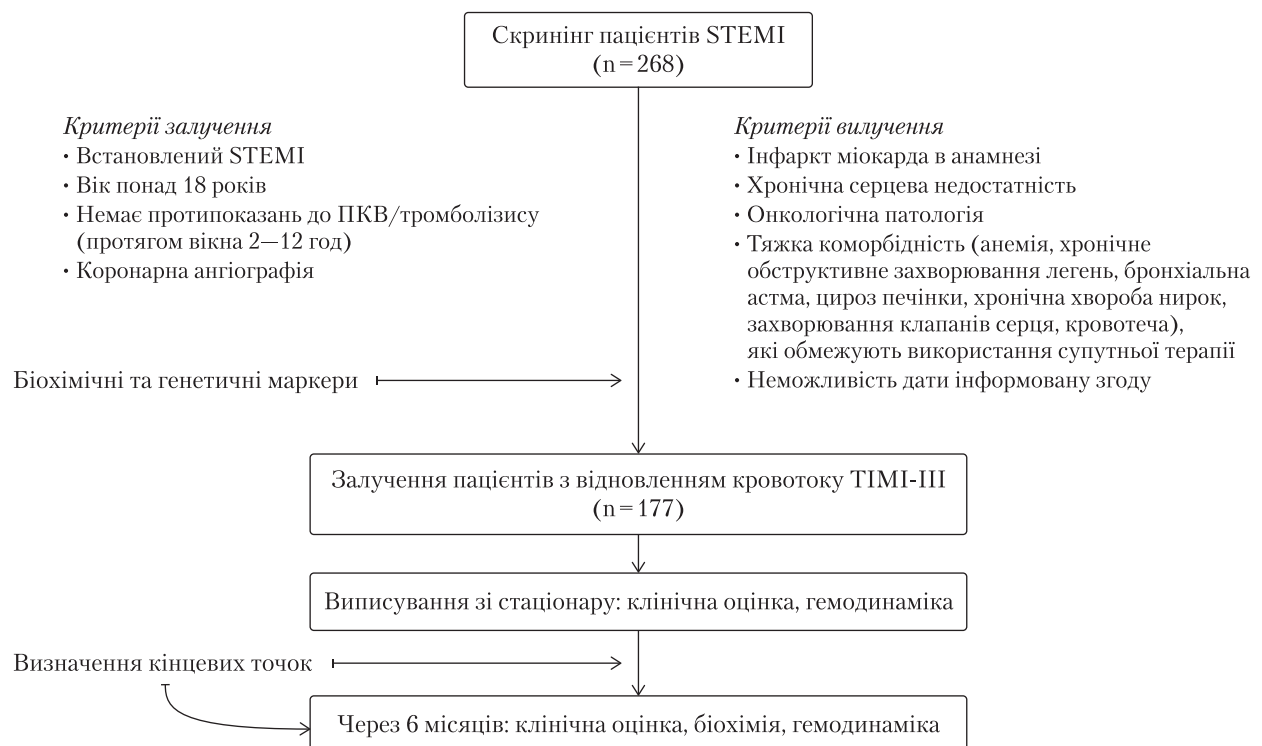 Скринінг пацієнтів STEMI
(n = 268)
Критерії залучення
• Встановлений STEMI
• Вік понад 18 років
• Немає протипоказань до ПКВ/тромболізису
(протягом вікна 2—12 год)
• Коронарна ангіографія
Критерії вилучення
• Інфаркт міокарда в анамнезі
• Хронічна серцева недостатність
• Онкологічна патологія
• Тяжка коморбідність (анемія, хронічне
обструктивне захворювання легень, бронхіальна
астма, цироз печінки, хронічна хвороба нирок,
захворювання клапанів серця, кровотеча),
які обмежують використання супутньої терапії
• Неможливість дати інформовану згоду
Біохімічні та генетичні маркери
Залучення пацієнтів з відновленням кровотоку TIMI-III
(n = 177)
Виписування зі стаціонару: клінічна оцінка, гемодинаміка
Визначення кінцевих точок
Через 6 місяців: клінічна оцінка, біохімія, гемодинаміка